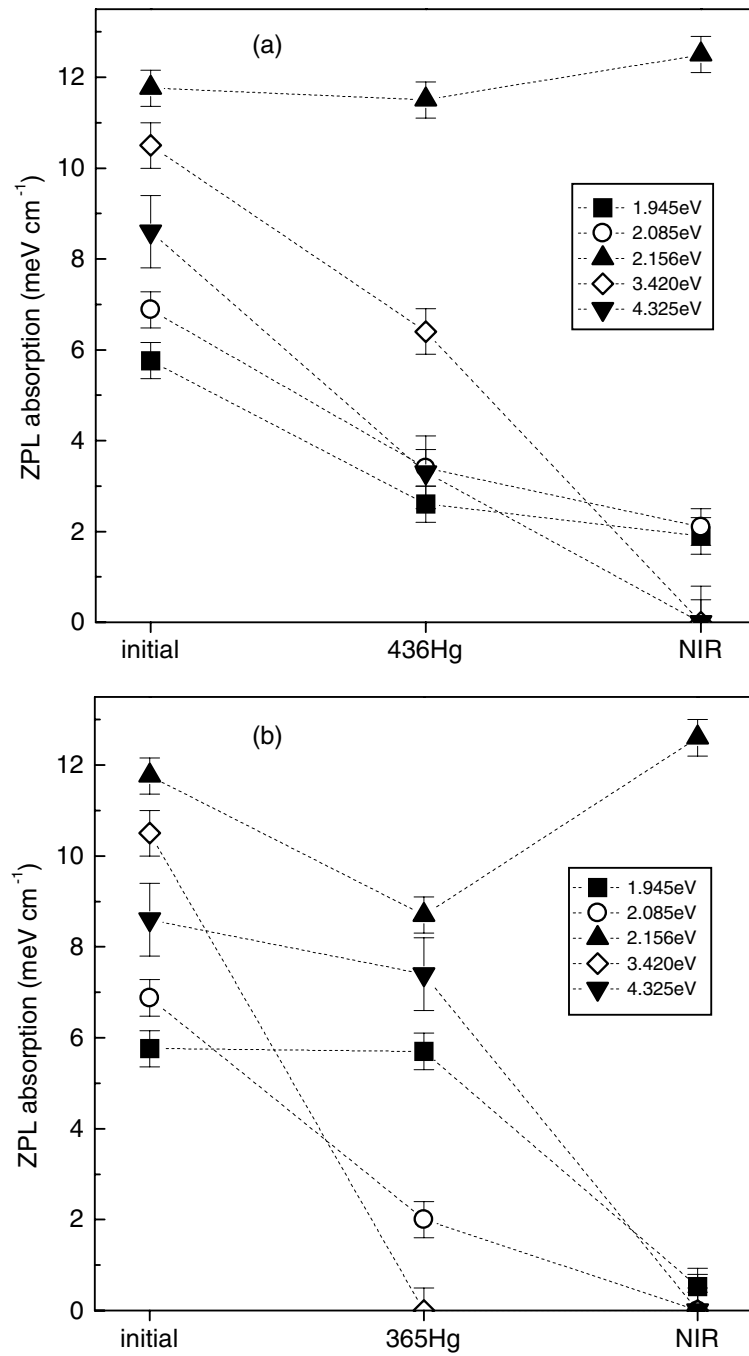 (a)
ZPL absorption (meV cm⁻¹)
12
10
8
6
4
2
0
1.945eV
2.085eV
2.156eV
3.420eV
4.325eV
initial
436Hg
NIR
(b)
ZPL absorption (meV cm⁻¹)
12
10
8
6
4
2
0
1.945eV
2.085eV
2.156eV
3.420eV
4.325eV
initial
365Hg
NIR